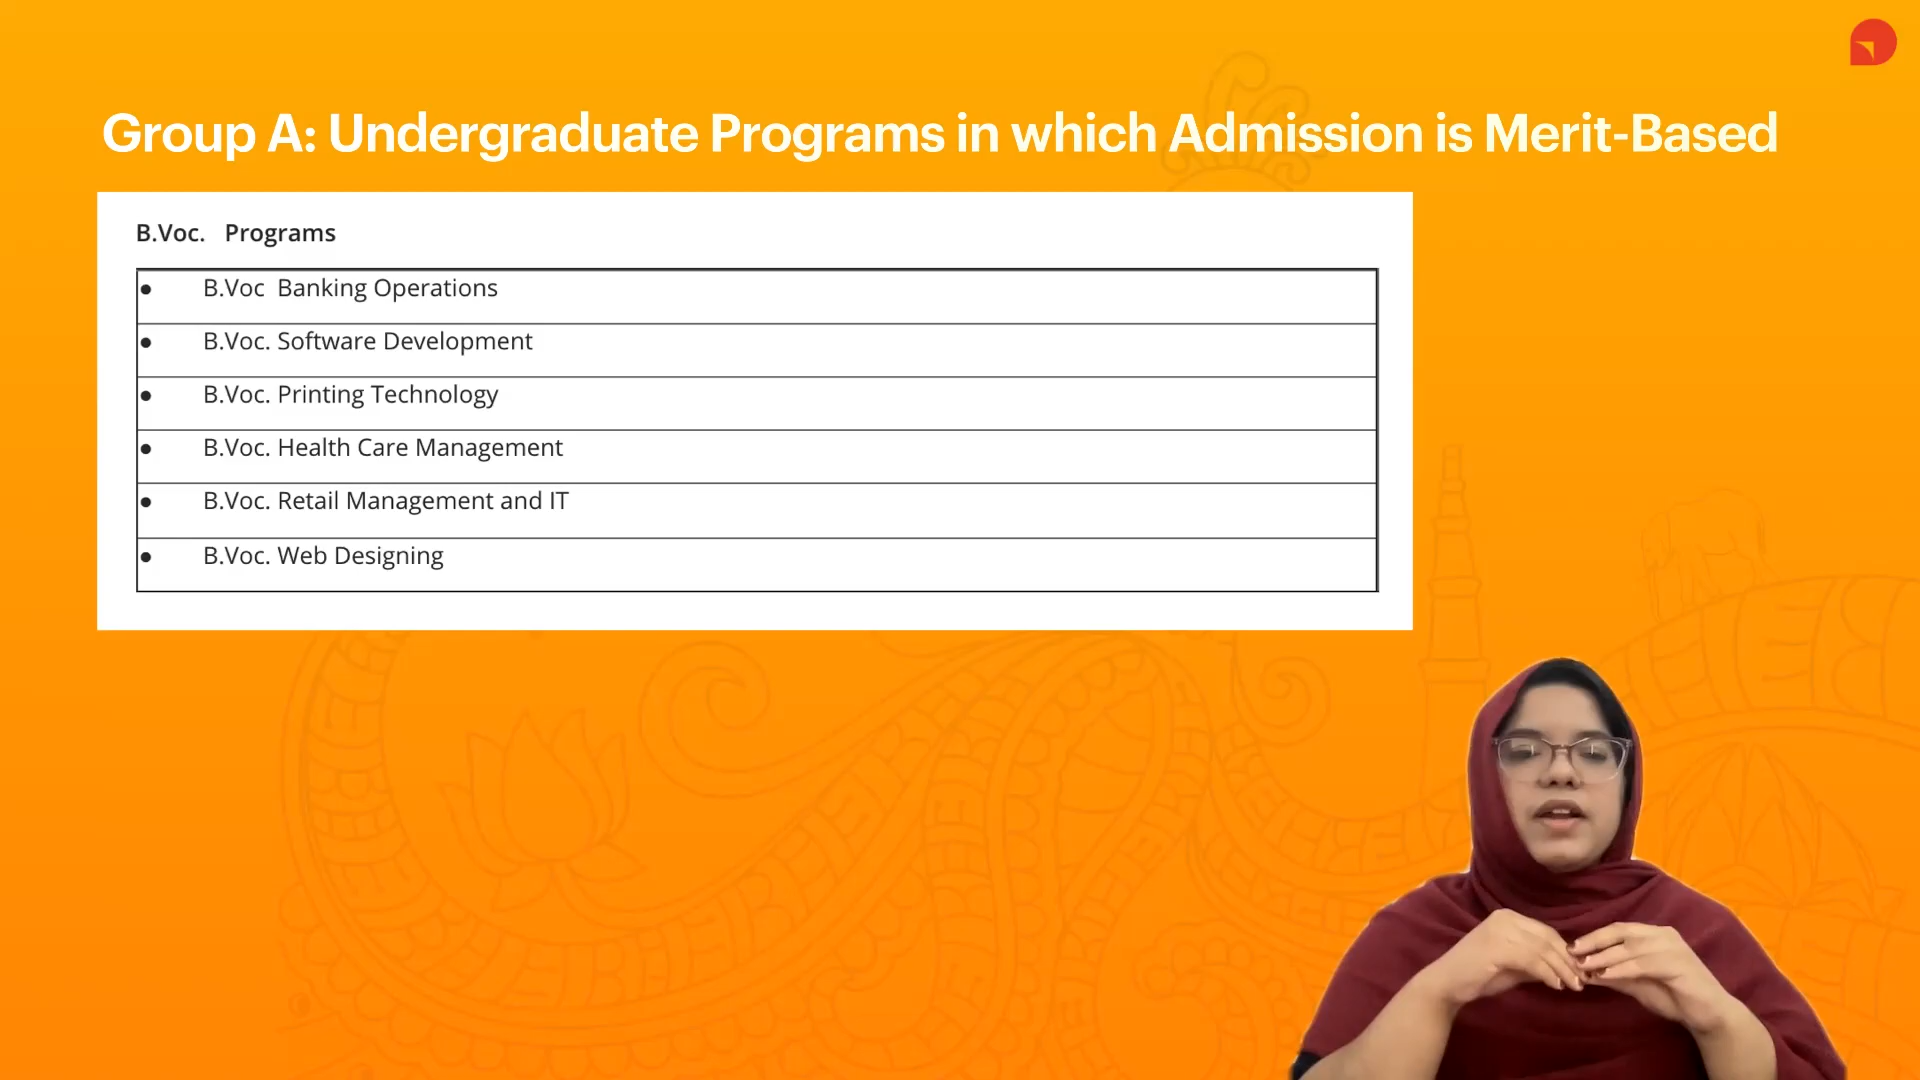 Group A: Undergraduate Programs in which Admission is Merit-Based
B.Voc. Programs
● B.Voc Banking Operations
● B.Voc. Software Development
● B.Voc. Printing Technology
● B.Voc. Health Care Management
● B.Voc. Retail Management and IT
● B.Voc. Web Designing